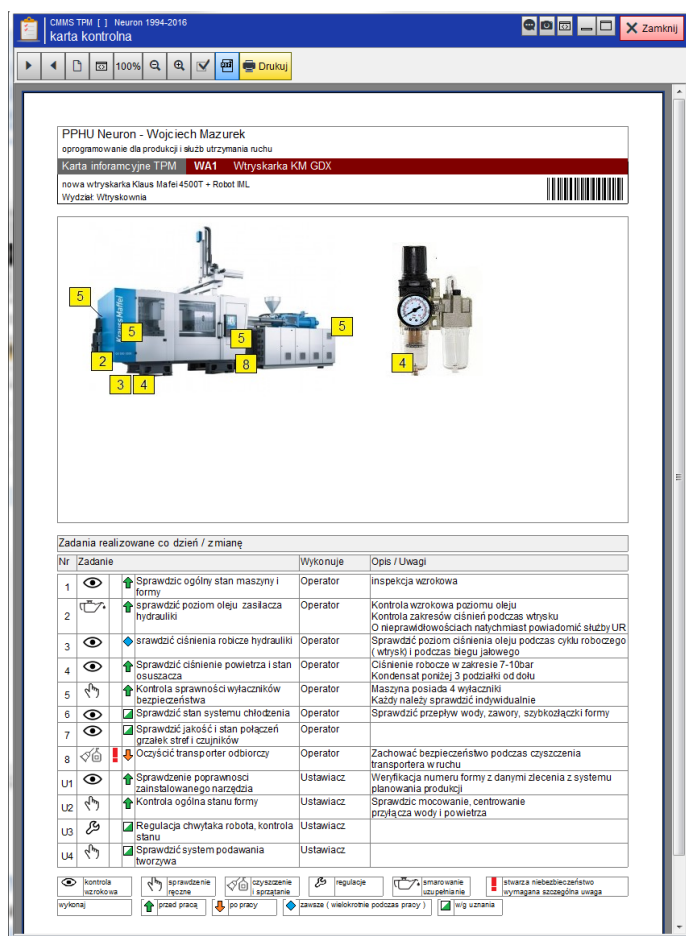 CMMS TPM [ ] Neuron 1994-2016
karta kontrolna
Zamknij
100%
Drukuj
PPHU Neuron - Wojciech Mazurek
oprogramowanie dla produkcji i służb utrzymania ruchu
Karta inforamcyjne TPM WA1 Wtryskarka KM GDX
nowa wtryskarka Klaus Mafei 4500T + Robot IML
Wydział: Wtryskownia
KraussMaffei
5
5
5
5
2
8
3 4
4
Zadania realizowane co dzień / zmianę
Nr Zadanie Wykonuje Opis / Uwagi
1 Sprawdzic ogólny stan maszyny i formy Operator inspekcja wzrokowa
2 sprawdzić poziom oleju zasilacza hydrauliki Operator Kontrola wzrokowa poziomu oleju
Kontrola zakresów ciśnień podczas wtrysku
O nieprawidłowościach natychmiast powiadomić służby UR
3 srawdzić ciśnienia robicze hydrauliki Operator Sprawdzić poziom ciśnienia oleju podczas cyklu roboczego
( wtrysk) i podczas biegu jałowego
4 Sprawdzić ciśnienie powietrza i stan osuszacza Operator Ciśnienie robocze w zakresie 7-10bar
Kondensat poniżej 3 podziałki od dołu
5 Kontrola sprawności wyłaczników bezpieczeństwa Operator Maszyna posiada 4 wyłaczniki
Każdy należy sprawdzić indywidualnie
6 Sprawdzić stan systemu chłodzenia Operator Sprawdzić przepływ wody, zawory, szybkozłączki formy
7 Sprawdzić jakość i stan połączeń grzałek stref i czujników Operator
8 Oczyścić transporter odbiorczy Operator Zachować bezpieczeństwo podczas czyszczenia
transportera w ruchu
U1 Sprawdzenie poprawnosci zainstalowanego narzędzia Ustawiacz Weryfikacja numeru formy z danymi zlecenia z systemu
planowania produkcji
U2 Kontrola ogólna stanu formy Ustawiacz Sprawdzic mocowanie, centrowanie
przyłącza wody i powietrza
U3 Regulacja chwytaka robota, kontrola stanu Ustawiacz
U4 Sprawdzić system podawania tworzywa Ustawiacz
kontrola wzrokowa
sprawdzenie ręczne
czyszczenie i sprzątanie
regulacje
smarowanie uzupełnianie
stwarza niebezbieczeństwo wymagana szczególna uwaga
wykonaj
przed pracą
po pracy
zawsze ( wielokrotnie podczas pracy )
w/g uznania